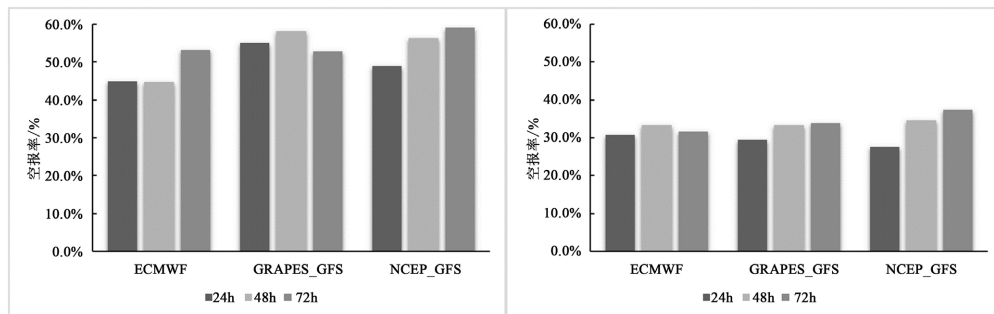 60.0%
50.0%
40.0%
30.0%
20.0%
10.0%
0.0%
空报率/%
ECMWF GRAPES_GFS NCEP_GFS
24h 48h 72h
60.0%
50.0%
40.0%
30.0%
20.0%
10.0%
0.0%
空报率/%
ECMWF GRAPES_GFS NCEP_GFS
24h 48h 72h